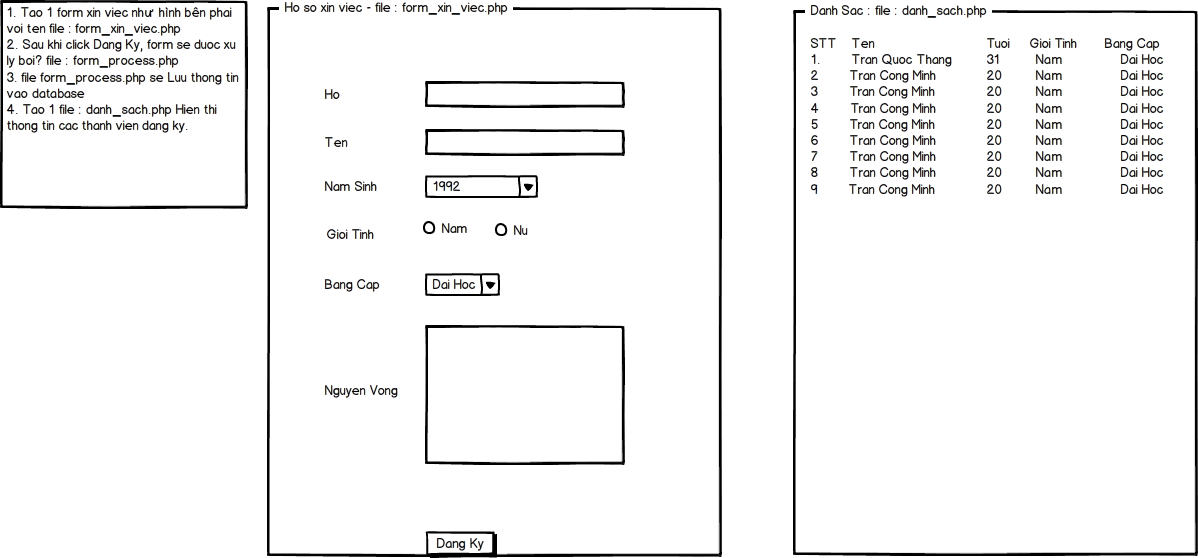 1. Tao 1 form xin viec như hình bên phai
voi ten file : form_xin_viec.php
2. Sau khi click Dang Ky, form se duoc xu
ly boi? file : form_process.php
3. file form_process.php se Luu thong tin
vao database
4. Tao 1 file : danh_sach.php Hien thi
thong tin cac thanh vien dang ky.
Ho so xin viec - file : form_xin_viec.php
Ho
Ten
Nam Sinh 1992
Gioi Tinh Nam Nu
Bang Cap Dai Hoc
Nguyen Vong
Dang Ky
Danh Sac : file : danh_sach.php
STT Ten Tuoi Gioi Tinh Bang Cap
1. Tran Quoc Thang 31 Nam Dai Hoc
2 Tran Cong Minh 20 Nam Dai Hoc
3 Tran Cong Minh 20 Nam Dai Hoc
4 Tran Cong Minh 20 Nam Dai Hoc
5 Tran Cong Minh 20 Nam Dai Hoc
6 Tran Cong Minh 20 Nam Dai Hoc
7 Tran Cong Minh 20 Nam Dai Hoc
8 Tran Cong Minh 20 Nam Dai Hoc
9 Tran Cong Minh 20 Nam Dai Hoc